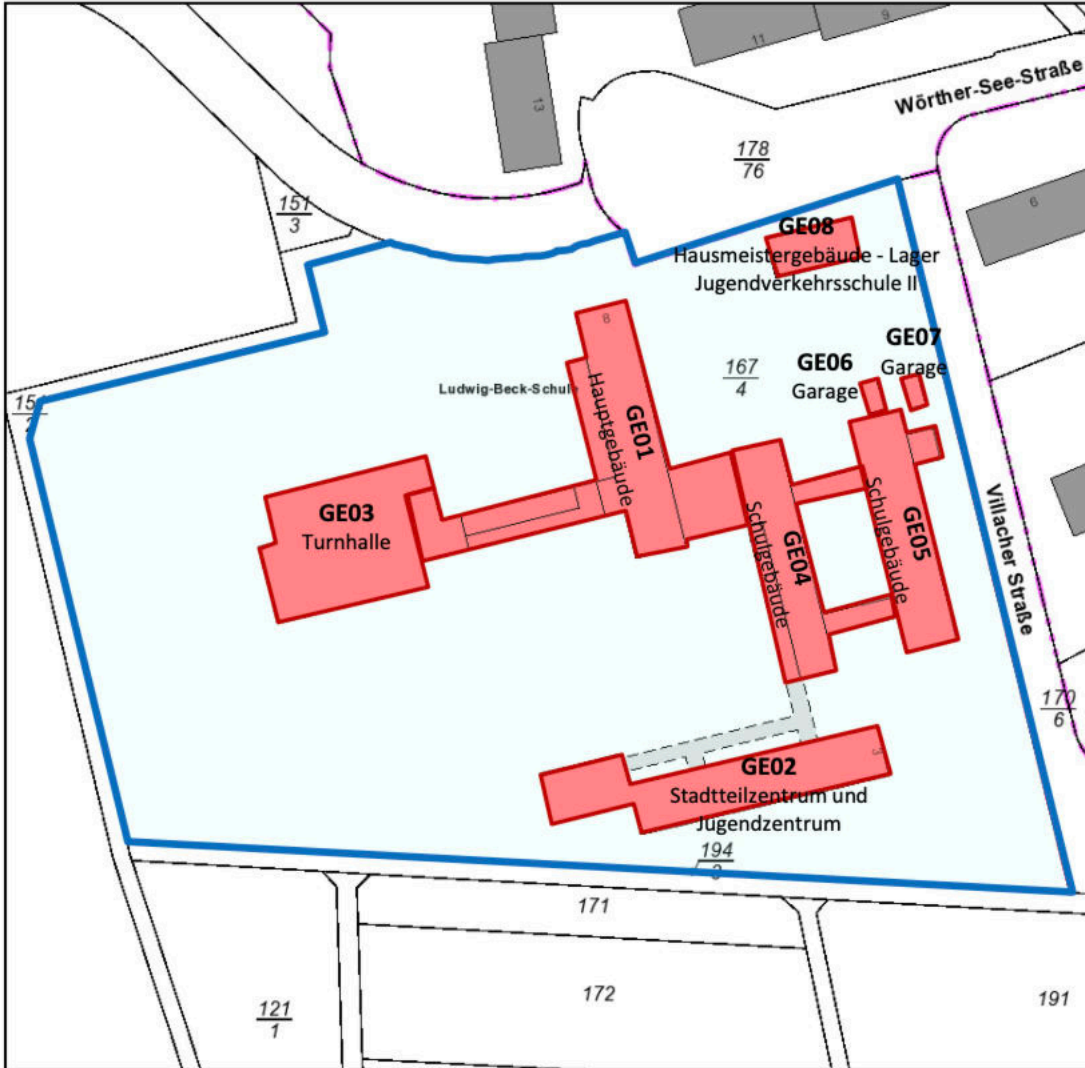 11
9
13
Wörther-See-Straße
178
76
151
3
6
GE08
Hausmeistergebäude - Lager
Jugendverkehrsschule II
8
GE07
Garage
GE06
Garage
167
4
Ludwig-Beck-Schule
GE01
Hauptgebäude
GE03
Turnhalle
GE04
Schulgebäude
GE05
Schulgebäude
Villacher Straße
170
6
GE02
3
Stadtteilzentrum und
Jugendzentrum
194
171
172
191
121
1